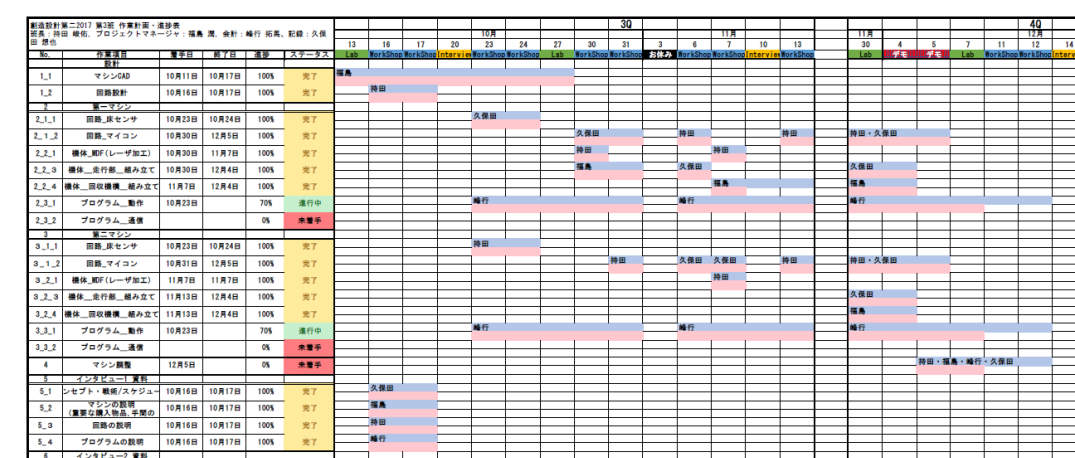 創造設計第二2017 第3班 作業計画・進捗表
班長：持田 峻佑, プロジェクトマネージャ：福島 潤, 会計：峰行 拓馬, 記録：久保田 想也
3Q 4Q
10月 11月 11月 12月
13 16 17 20 23 24 27 30 31 3 6 7 10 13 30 4 5 7 11 12 14
No. 作業項目 着手日 終了日 進捗 ステータス Lab WorkShop WorkShop Interview WorkShop WorkShop Lab WorkShop WorkShop お休み WorkShop WorkShop Interview WorkShop Lab デモ デモ Lab WorkShop WorkShop Interv
設計
1_1 マシンCAD 10月11日 10月17日 100% 完了 福島
1_2 回路設計 10月16日 10月17日 100% 完了 持田
2 第一マシン
2_1_1 回路_床センサ 10月23日 10月24日 100% 完了 久保田
2_1_2 回路_マイコン 10月30日 12月5日 100% 完了 久保田 持田 持田 持田・久保田
2_2_1 機体_MDF(レーザ加工) 10月30日 11月7日 100% 完了 持田 持田
2_2_3 機体__走行部__組み立て 10月30日 12月4日 100% 完了 福島 久保田 久保田
2_2_4 機体__回収機構__組み立て 11月7日 12月4日 100% 完了 福島 福島
2_3_1 プログラム__動作 10月23日 70% 進行中 峰行 峰行 峰行
2_3_2 プログラム__通信 0% 未着手
3 第二マシン
3_1_1 回路_床センサ 10月23日 10月24日 100% 完了 持田
3_1_2 回路_マイコン 10月31日 12月5日 100% 完了 持田 久保田 久保田 持田 持田・久保田
3_2_1 機体_MDF(レーザ加工) 11月7日 11月7日 100% 完了 持田
3_2_3 機体__走行部__組み立て 11月13日 12月4日 100% 完了 久保田
3_2_4 機体__回収機構__組み立て 11月13日 12月4日 100% 完了 福島
3_3_1 プログラム__動作 10月23日 70% 進行中 峰行 峰行 峰行
3_3_2 プログラム__通信 0% 未着手
4 マシン調整 12月5日 0% 未着手 持田・福島・峰行・久保田
5 インタビュー1 資料
5_1 ンセプト・戦術/スケジュー 10月16日 10月17日 100% 完了 久保田
5_2 マシンの説明 (重要な購入物品,手間の 10月16日 10月17日 100% 完了 福島
5_3 回路の説明 10月16日 10月17日 100% 完了 持田
5_4 プログラムの説明 10月16日 10月17日 100% 完了 峰行
6 インタビュー2 資料